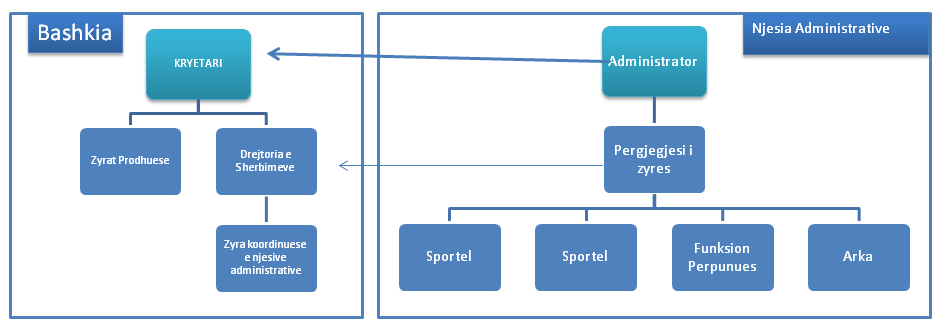 Bashkia
KRYETARI
Zyrat Prodhuese
Drejtoria e
Sherbimeve
Zyra koordinuese
e njesive
administrative
Njesia Administrative
Administrator
Pergjegjesi i
zyres
Sportel
Sportel
Funksion
Perpunues
Arka